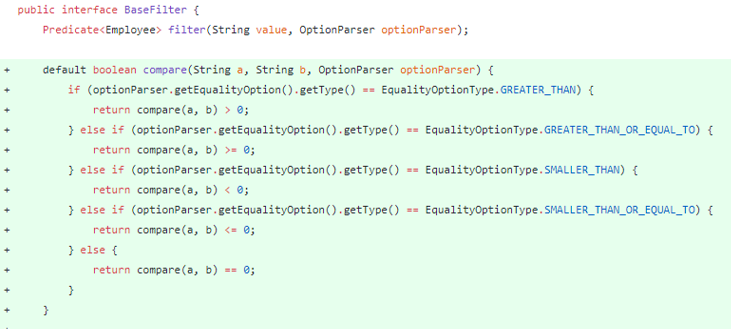 public interface BaseFilter {
    Predicate<Employee> filter(String value, OptionParser optionParser);
+    default boolean compare(String a, String b, OptionParser optionParser) {
+        if (optionParser.getEqualityOption().getType() == EqualityOptionType.GREATER_THAN) {
+            return compare(a, b) > 0;
+        } else if (optionParser.getEqualityOption().getType() == EqualityOptionType.GREATER_THAN_OR_EQUAL_TO) {
+            return compare(a, b) >= 0;
+        } else if (optionParser.getEqualityOption().getType() == EqualityOptionType.SMALLER_THAN) {
+            return compare(a, b) < 0;
+        } else if (optionParser.getEqualityOption().getType() == EqualityOptionType.SMALLER_THAN_OR_EQUAL_TO) {
+            return compare(a, b) <= 0;
+        } else {
+            return compare(a, b) == 0;
+        }
+    }
+